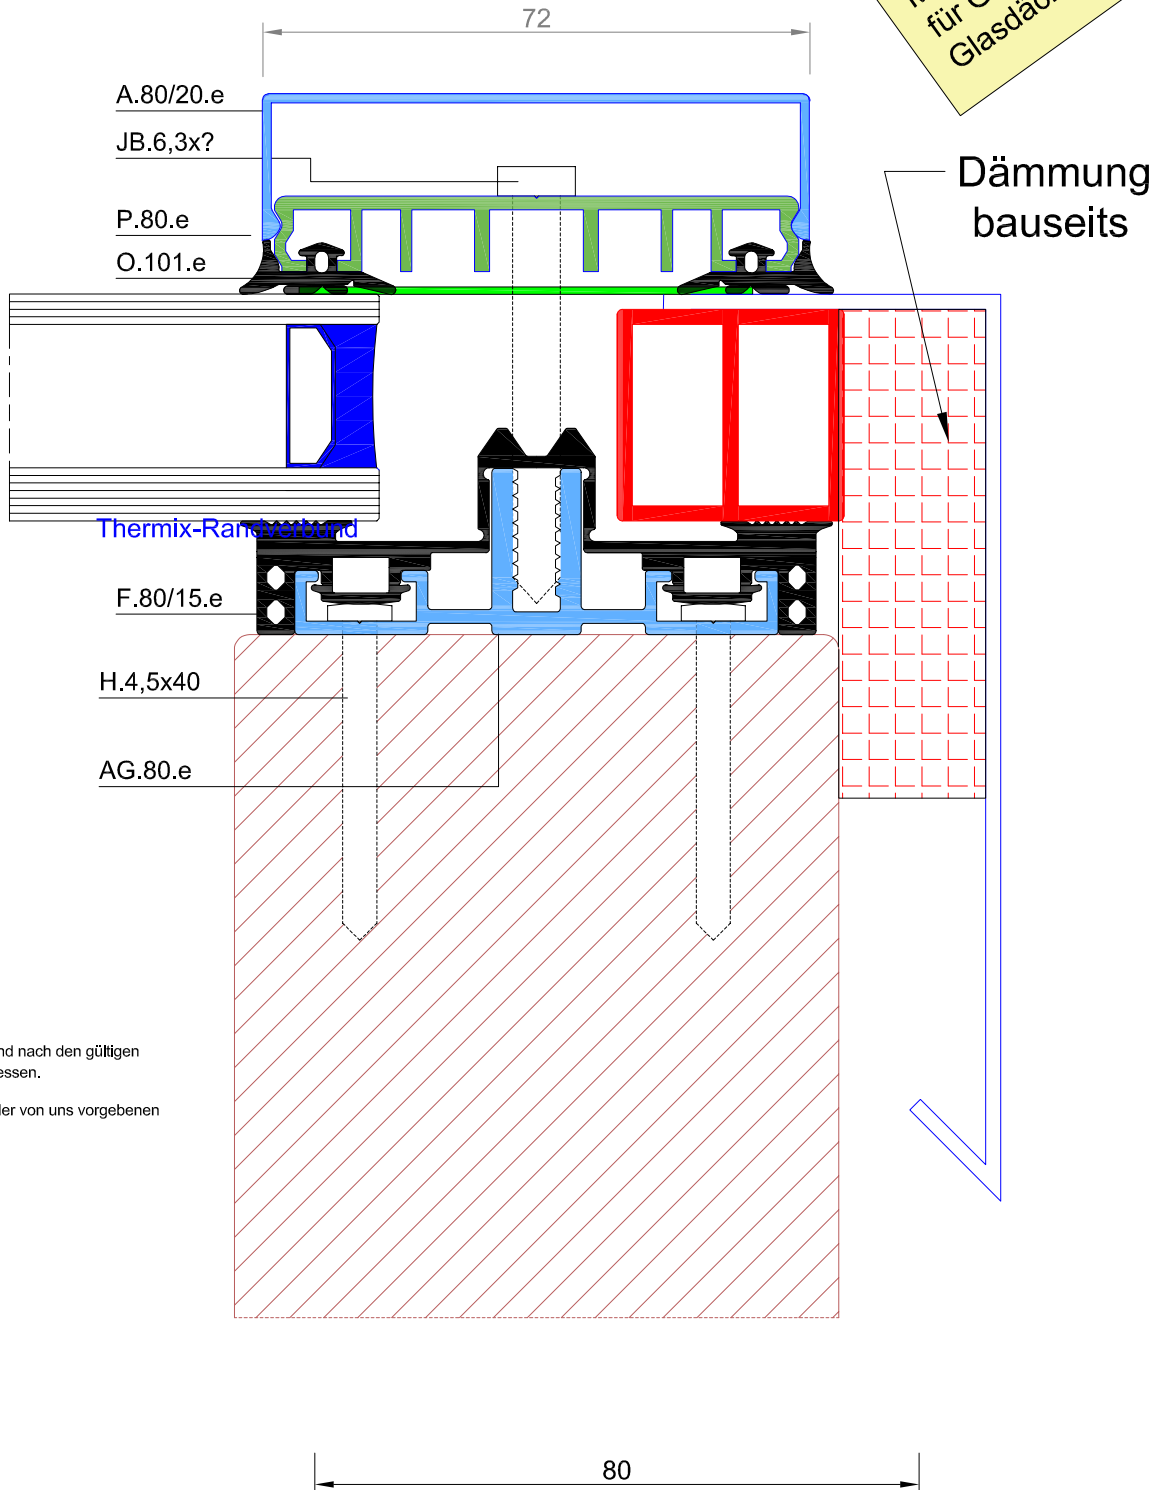 72
für
Glasdäc
A.80/20.e
JB.6,3x?
P.80.e
O.101.e
Dämmung
bauseits
Thermix-Randverbund
F.80/15.e
H.4,5x40
AG.80.e
nd nach den gültigen
essen.
der von uns vorgebenen
80